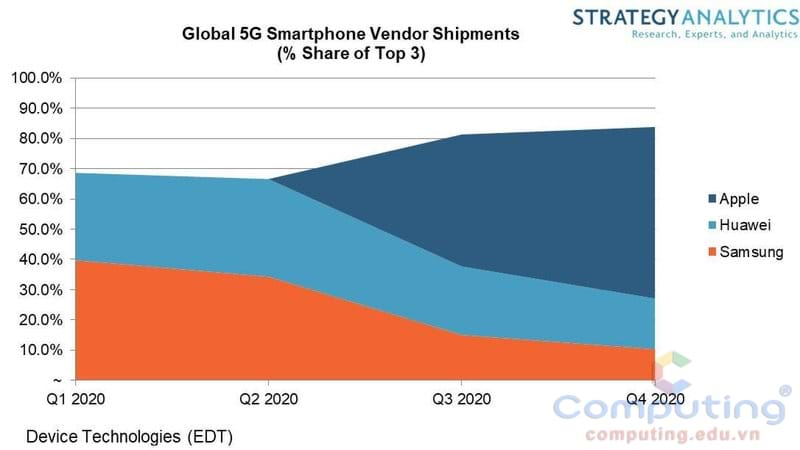 STRATEGYANALYTICS
Research, Experts, and Analytics
Global 5G Smartphone Vendor Shipments
(% Share of Top 3)
100.0%
90.0%
80.0%
70.0%
60.0%
50.0%
40.0%
30.0%
20.0%
10.0%
~
Q1 2020 Q2 2020 Q3 2020 Q4 2020
Apple
Huawei
Samsung
Computing®
computing.edu.vn
Device Technologies (EDT)